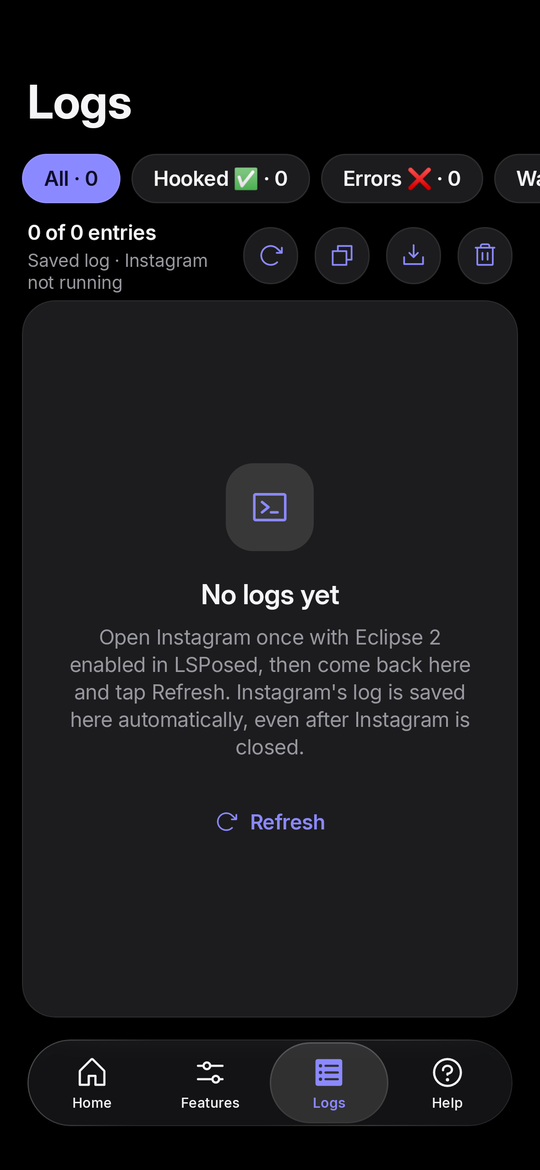 Logs
All · 0
Hooked ✅ · 0
Errors ❌ · 0
Wa
0 of 0 entries
Saved log · Instagram
not running
No logs yet
Open Instagram once with Eclipse 2
enabled in LSPosed, then come back here
and tap Refresh. Instagram's log is saved
here automatically, even after Instagram is
closed.
Refresh
Home
Features
Logs
Help